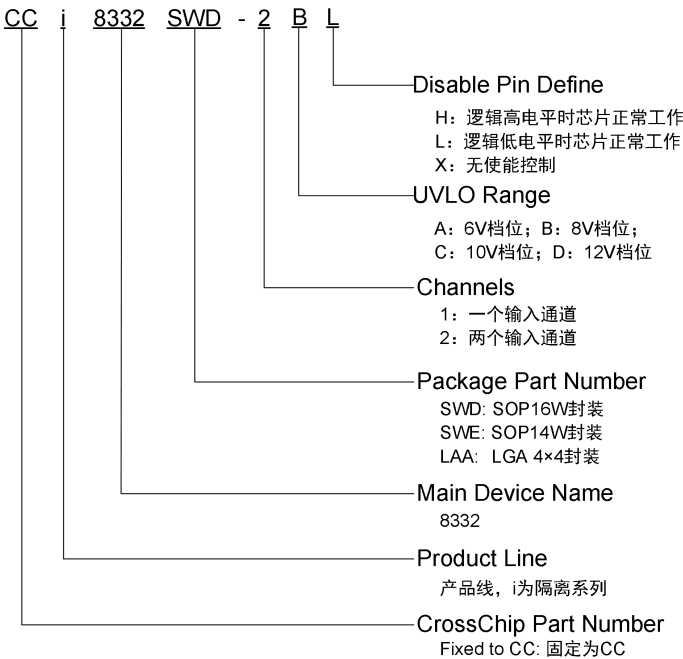 CC i 8332 SWD - 2 B L
Disable Pin Define
H：逻辑高电平时芯片正常工作
L：逻辑低电平时芯片正常工作
X：无使能控制
UVLO Range
A：6V档位；B：8V档位；
C：10V档位；D：12V档位
Channels
1：一个输入通道
2：两个输入通道
Package Part Number
SWD: SOP16W封装
SWE: SOP14W封装
LAA: LGA 4×4封装
Main Device Name
8332
Product Line
产品线，i为隔离系列
CrossChip Part Number
Fixed to CC: 固定为CC